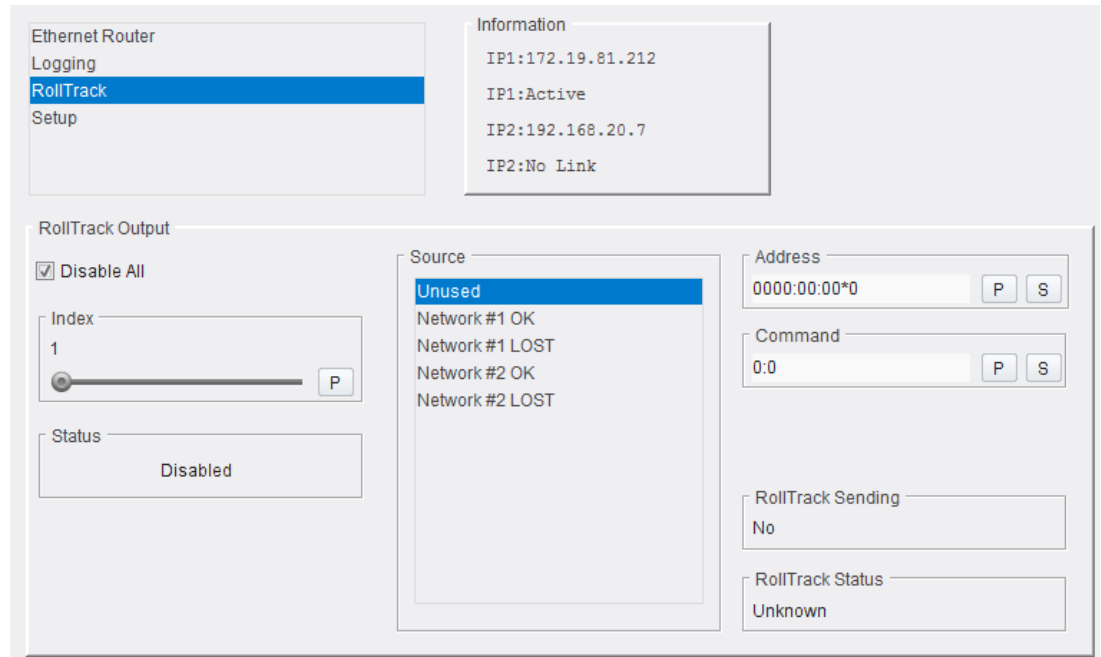 Ethernet Router
Logging
RollTrack
Setup
Information
IP1:172.19.81.212
IP1:Active
IP2:192.168.20.7
IP2:No Link
RollTrack Output
Disable All
Index
1
P
Status
Disabled
Source
Unused
Network #1 OK
Network #1 LOST
Network #2 OK
Network #2 LOST
Address
0000:00:00*0 P S
Command
0:0 P S
RollTrack Sending
No
RollTrack Status
Unknown